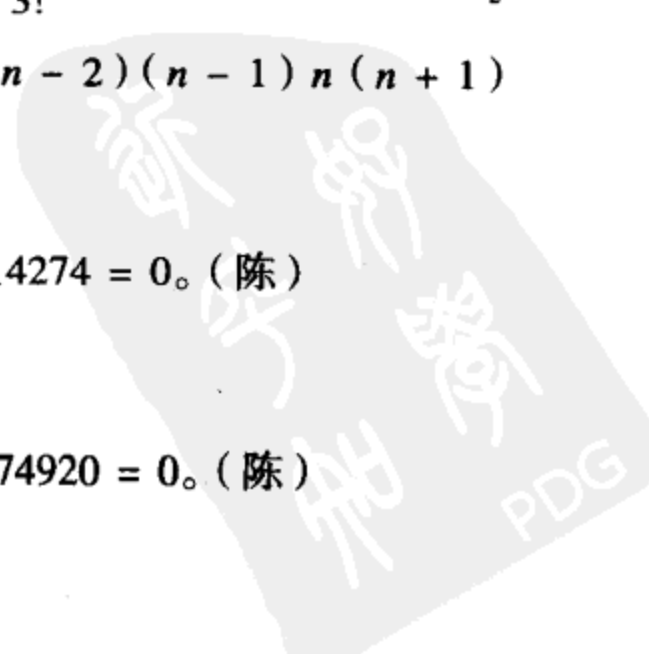 3!
n - 2)(n - 1)n(n + 1)
4274 = 0。(陈)
74920 = 0。(陈)
PDG